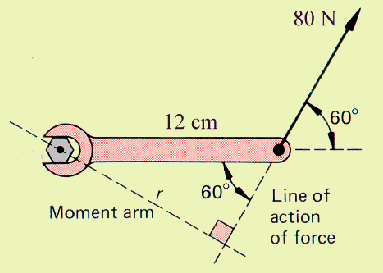 80 N
60°
12 cm
r
60°
Moment arm
Line of
action
of force